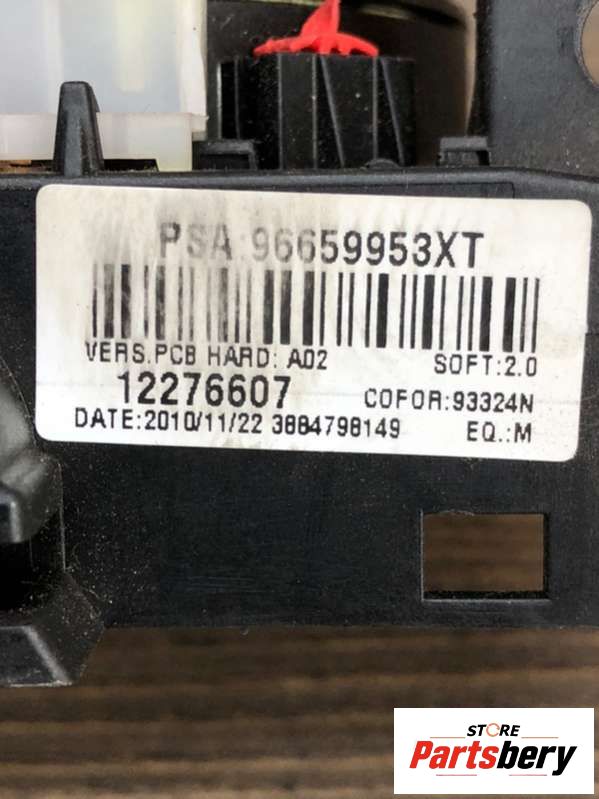 PSA:96659953XT
VERS.PCB HARD: A02 SOFT:2.0
12276607 COFOR:93324N
DATE:2010/11/22 3884798149 EQ.:M
STORE
Partsbery